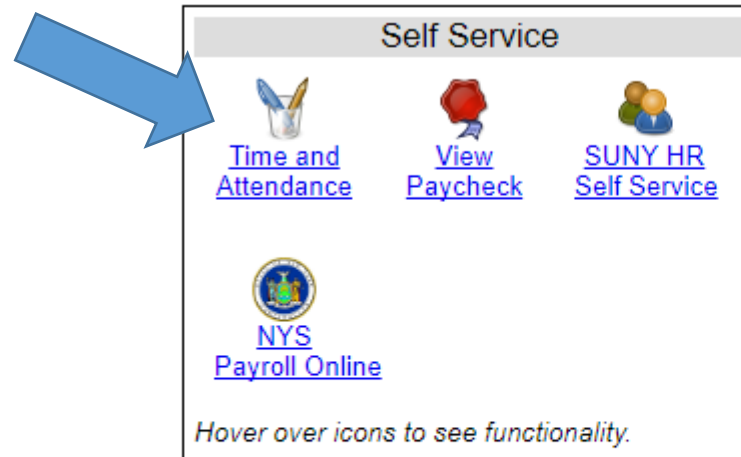 Self Service
Time and
Attendance
View
Paycheck
SUNY HR
Self Service
NYS
Payroll Online
Hover over icons to see functionality.